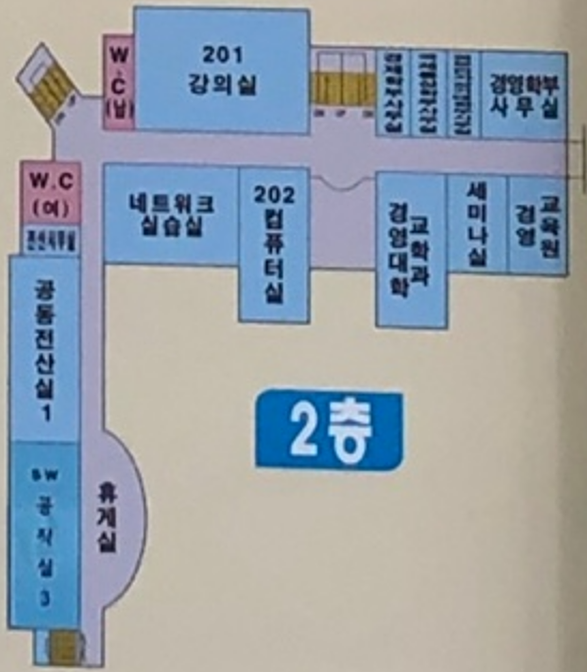 W.C
(남)
201
강의실
경영학부
사무실
W.C
(여)
전산사무실
네트워크
실습실
202
컴퓨터실
경영대학
교학과
세미나실
경영
교육원
공동전산실1
SW
공작실3
휴게실
2층